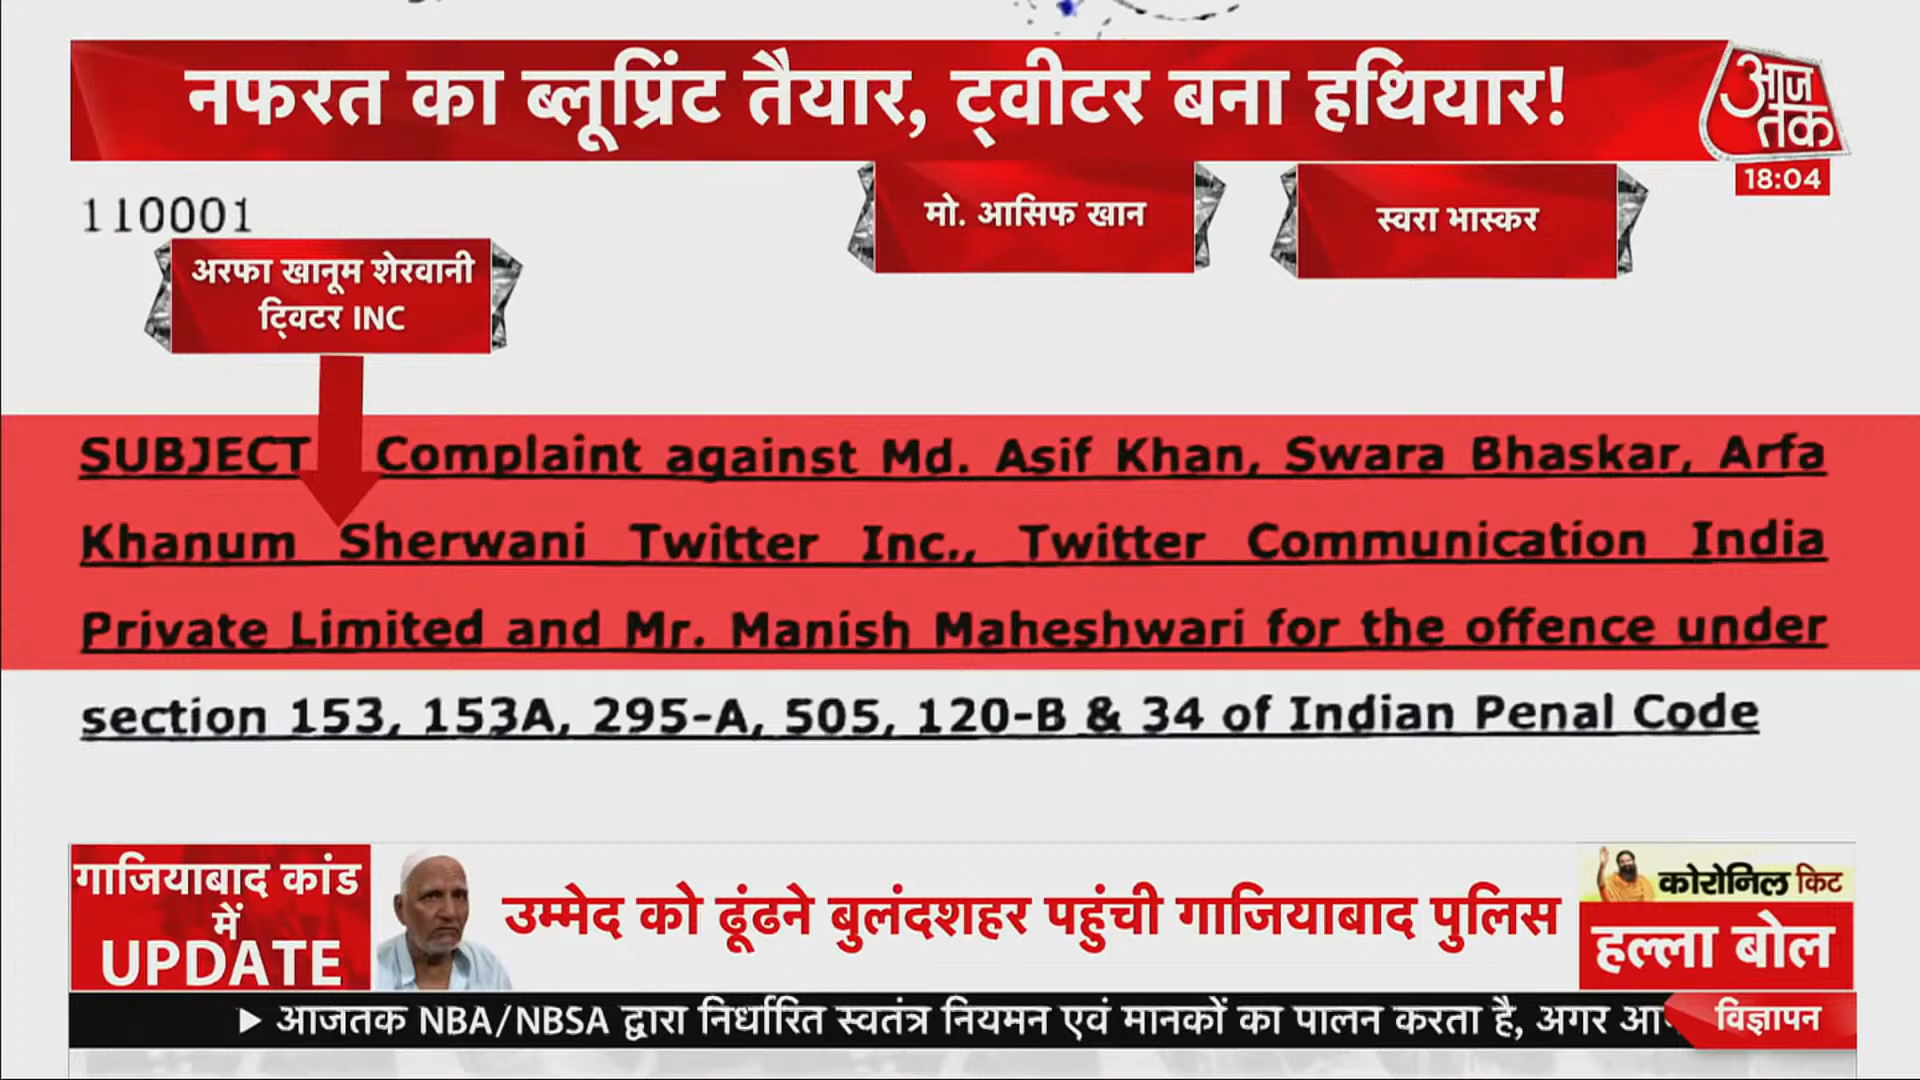 नफरत का ब्लूप्रिंट तैयार, ट्वीटर बना हथियार!
आज
तक
18:04
110001
मो. आसिफ खान
स्वरा भास्कर
अरफा खानूम शेरवानी
ट्विटर INC
SUBJECT Complaint against Md. Asif Khan, Swara Bhaskar, Arfa
Khanum Sherwani Twitter Inc., Twitter Communication India
Private Limited and Mr. Manish Maheshwari for the offence under
section 153, 153A, 295-A, 505, 120-B & 34 of Indian Penal Code
गाजियाबाद कांड
में
UPDATE
उम्मेद को ढूंढने बुलंदशहर पहुंची गाजियाबाद पुलिस
कोरोनिल किट
हल्ला बोल
▶ आजतक NBA/NBSA द्वारा निर्धारित स्वतंत्र नियमन एवं मानकों का पालन करता है, अगर
विज्ञापन